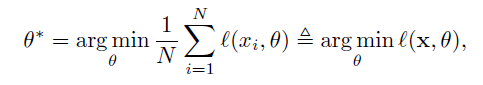 θ* = arg min_θ 1/N ∑_{i=1}^{N} ℓ(x_i, θ) ≜ arg min_θ ℓ(𝐱, θ),